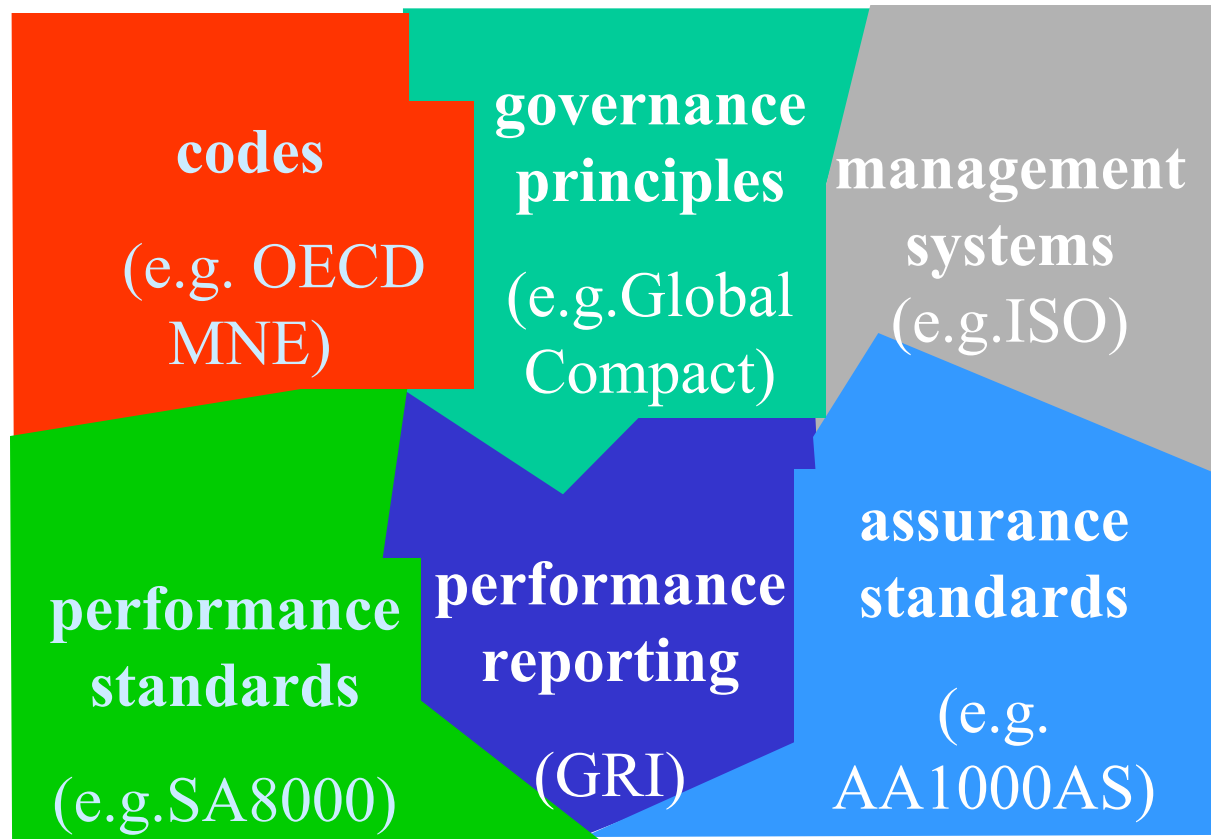 codes
(e.g. OECD
MNE)
governance
principles
(e.g.Global
Compact)
management
systems
(e.g.ISO)
performance
standards
(e.g.SA8000)
performance
reporting
(GRI)
assurance
standards
(e.g.
AA1000AS)